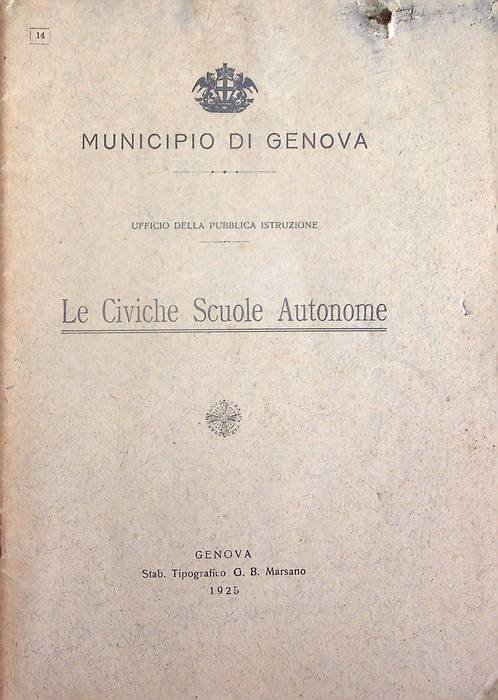 14
MUNICIPIO DI GENOVA
UFFICIO DELLA PUBBLICA ISTRUZIONE
Le Civiche Scuole Autonome
GENOVA
Stab. Tipografico G. B. Marsano
1925